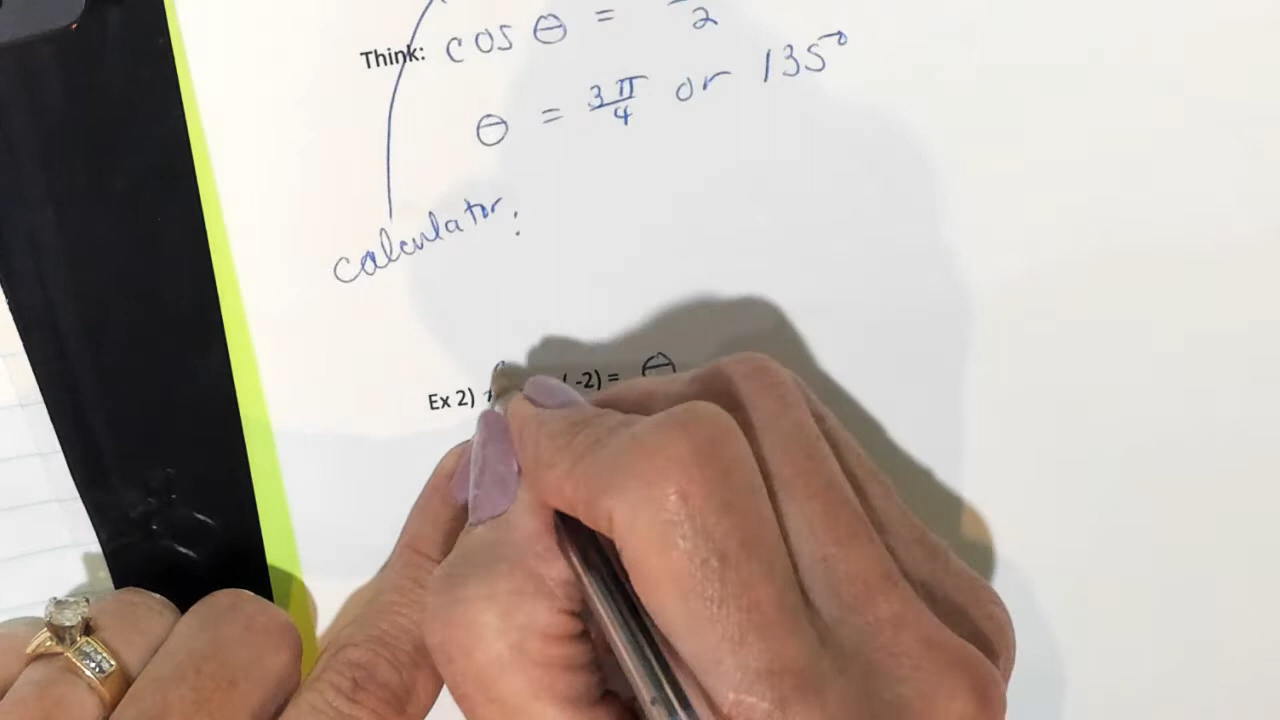 Think: cos θ = 2
θ = 3π/4 or 135°
calculator:
Ex 2) (-2) = θ